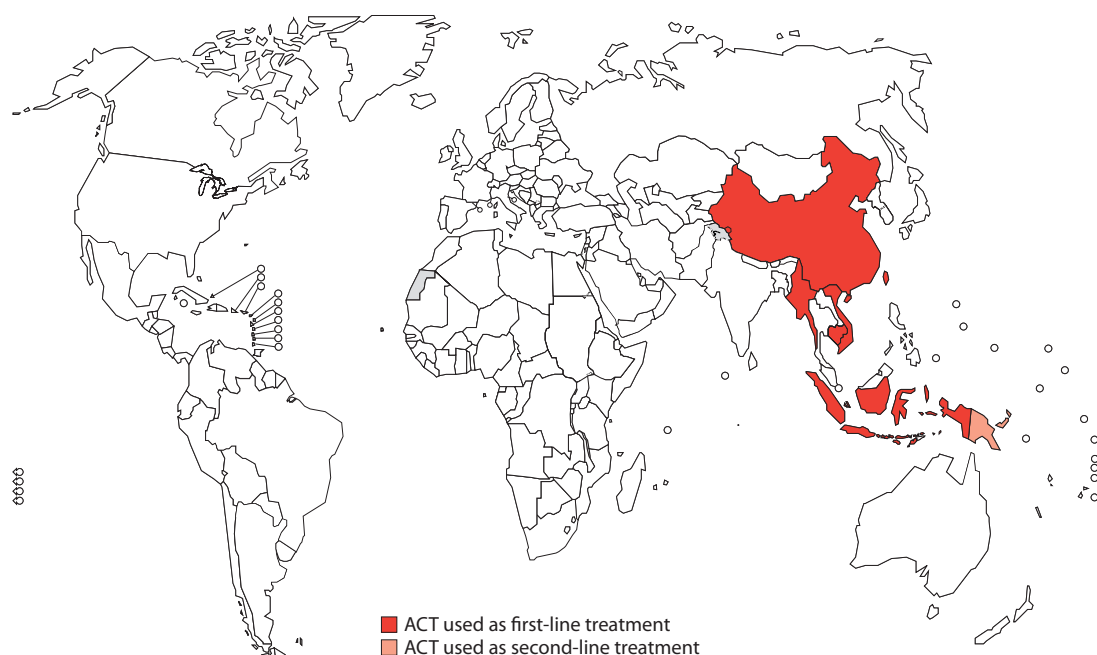 ACT used as first-line treatment
ACT used as second-line treatment